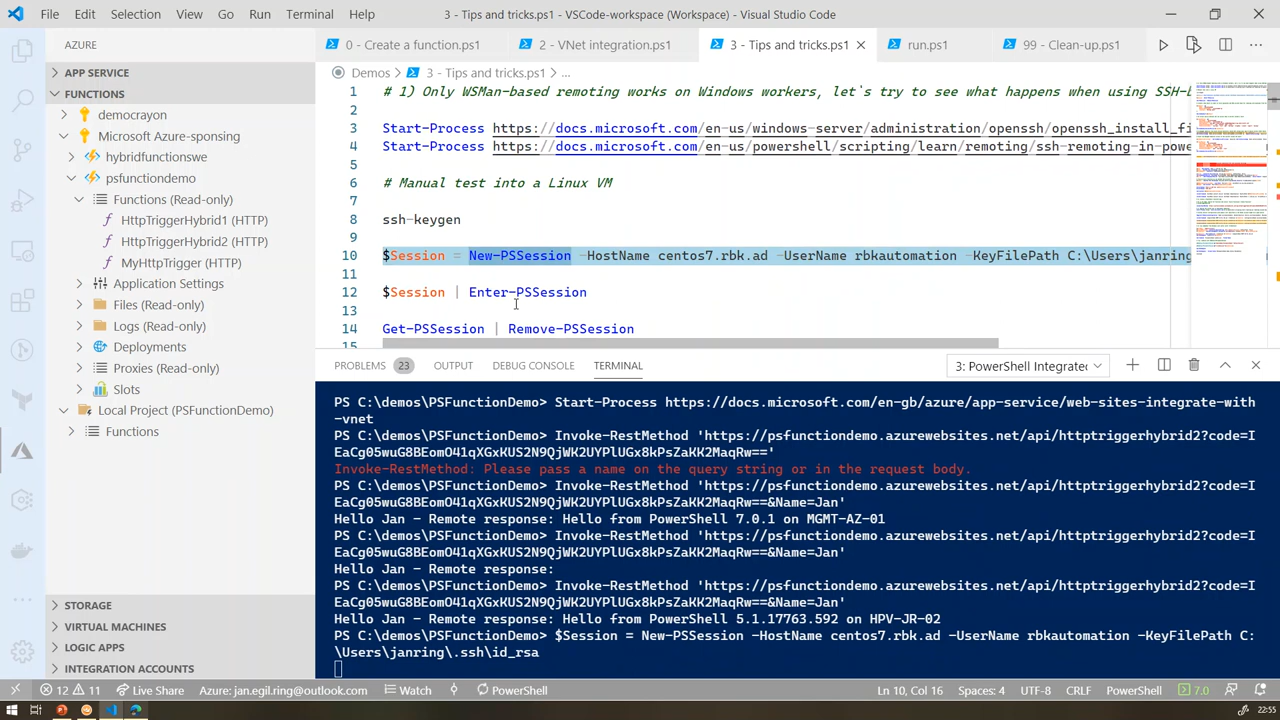 File Edit Selection View Go Run Terminal Help 3 - Tips and tricks.ps1 - VSCode-workspace (Workspace) - Visual Studio Code
AZURE
0 - Create a function.ps1 2 - VNet integration.ps1 3 - Tips and tricks.ps1 run.ps1 99 - Clean-up.ps1
Demos > 3 - Tips and tricks.ps1 > ...
APP SERVICE
FUNCTIONS
democrayon
Microsoft Azure-sponsing
hybridfunctionswe
psfunctiondemo
Functions (Read-only)
HttpTriggerHybrid1 (HTTP)
HttpTriggerHybrid2 (HTTP)
MyHttpTrigger (HTTP)
Application Settings
Files (Read-only)
Logs (Read-only)
Deployments
Proxies (Read-only)
Slots
Local Project (PSFunctionDemo)
Functions
STORAGE
VIRTUAL MACHINES
LOGIC APPS
INTEGRATION ACCOUNTS
1 # 1) Only WSMan-based remoting works on Windows workers, let's try to see what happens when using SSH-b
2
3 Start-Process https://docs.microsoft.com/en-us/windows-server/administration/openssh/openssh_install_fi
4 Start-Process https://docs.microsoft.com/en-us/powershell/scripting/learn/remoting/ssh-remoting-in-powe
5
6 # Manual test from Linux VM
7
8 ssh-keygen
9
10 $Session = New-PSSession -HostName centos7.rbk.ad -UserName rbkautomation -KeyFilePath C:\Users\janring\
11
12 $Session | Enter-PSSession
13
14 Get-PSSession | Remove-PSSession
15
PROBLEMS 23 OUTPUT DEBUG CONSOLE TERMINAL 3: PowerShell Integrated
PS C:\demos\PSFunctionDemo> Start-Process https://docs.microsoft.com/en-gb/azure/app-service/web-sites-integrate-with
-vnet
PS C:\demos\PSFunctionDemo> Invoke-RestMethod 'https://psfunctiondemo.azurewebsites.net/api/httptriggerhybrid2?code=I
EaCg05wuG8BEomO41qXGxKUS2N9QjWK2UYPlUGx8kPsZaKK2MaqRw=='
Invoke-RestMethod: Please pass a name on the query string or in the request body.
PS C:\demos\PSFunctionDemo> Invoke-RestMethod 'https://psfunctiondemo.azurewebsites.net/api/httptriggerhybrid2?code=I
EaCg05wuG8BEomO41qXGxKUS2N9QjWK2UYPlUGx8kPsZaKK2MaqRw==&Name=Jan'
Hello Jan - Remote response: Hello from PowerShell 7.0.1 on MGMT-AZ-01
PS C:\demos\PSFunctionDemo> Invoke-RestMethod 'https://psfunctiondemo.azurewebsites.net/api/httptriggerhybrid2?code=I
EaCg05wuG8BEomO41qXGxKUS2N9QjWK2UYPlUGx8kPsZaKK2MaqRw==&Name=Jan'
Hello Jan - Remote response:
PS C:\demos\PSFunctionDemo> Invoke-RestMethod 'https://psfunctiondemo.azurewebsites.net/api/httptriggerhybrid2?code=I
EaCg05wuG8BEomO41qXGxKUS2N9QjWK2UYPlUGx8kPsZaKK2MaqRw==&Name=Jan'
Hello Jan - Remote response: Hello from PowerShell 5.1.17763.592 on HPV-JR-02
PS C:\demos\PSFunctionDemo> $Session = New-PSSession -HostName centos7.rbk.ad -UserName rbkautomation -KeyFilePath C:
\Users\janring\.ssh\id_rsa
12 11 Live Share Azure: jan.egil.ring@outlook.com Watch PowerShell Ln 10, Col 16 Spaces: 4 UTF-8 CRLF PowerShell 7.0
22:55